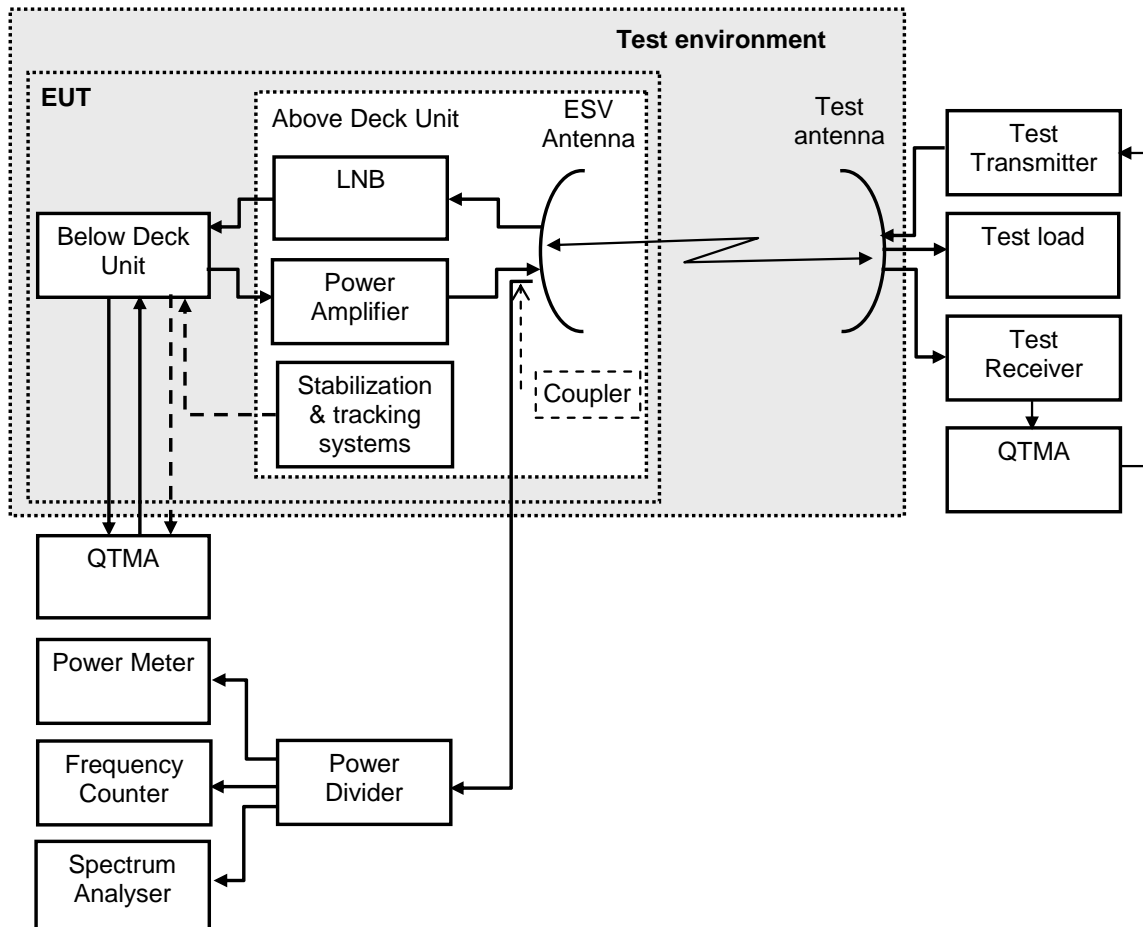 Test environment
EUT
Above Deck Unit
ESV
Antenna
Test
antenna
LNB
Below Deck
Unit
Power
Amplifier
Stabilization
& tracking
systems
Coupler
Test
Transmitter
Test load
Test
Receiver
QTMA
QTMA
Power Meter
Frequency
Counter
Power
Divider
Spectrum
Analyser